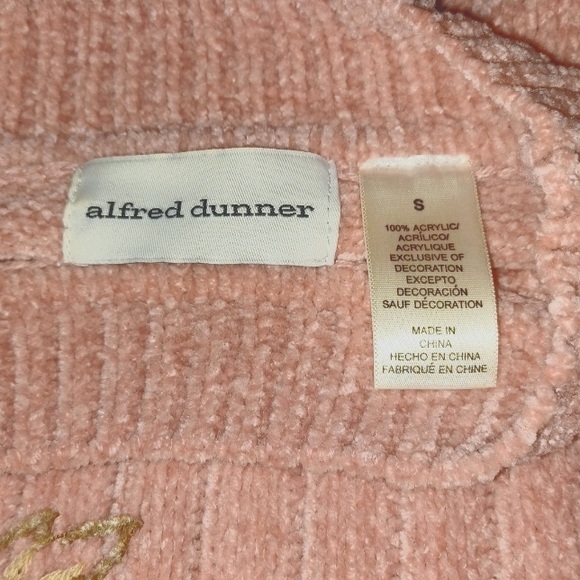 alfred dunner
S
100% ACRYLIC/
ACRÍLICO/
ACRYLIQUE
EXCLUSIVE OF
DECORATION
EXCEPTO
DECORACIÓN
SAUF DÉCORATION
MADE IN
CHINA
HECHO EN CHINA
FABRIQUÉ EN CHINE